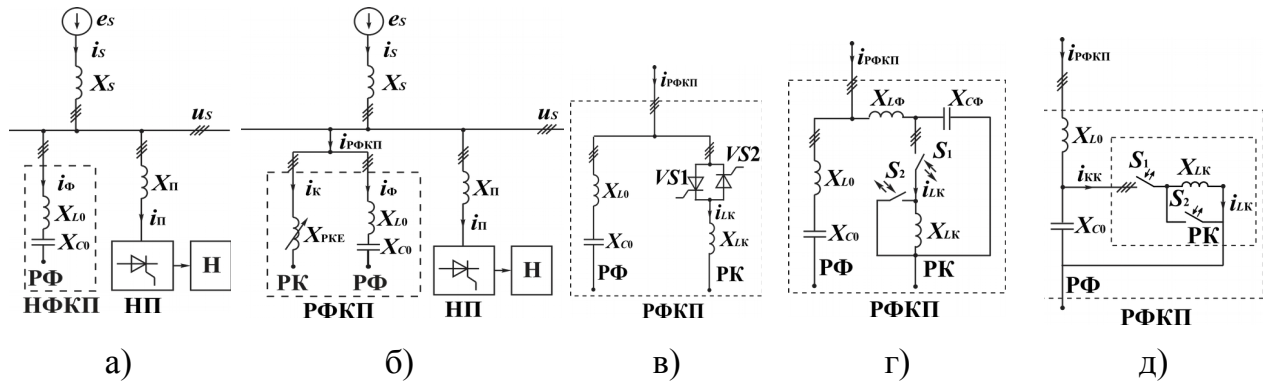 eS
iS
XS
uS
iФ
XL0
XC0
РФ
НФКП
XП
iП
Н
НП
а)
eS
iS
XS
uS
iРФКП
iК
XРКЕ
РК
iФ
XL0
XC0
РФ
РФКП
XП
iП
Н
НП
б)
iРФКП
XL0
XC0
РФ
VS1
VS2
iLК
XLК
РК
РФКП
в)
iРФКП
XLФ
XCФ
XL0
XC0
РФ
S1
S2
iLК
XLК
РК
РФКП
г)
iРФКП
XL0
iКК
XC0
S1
XLК
S2
iLК
РК
РФ
РФКП
д)